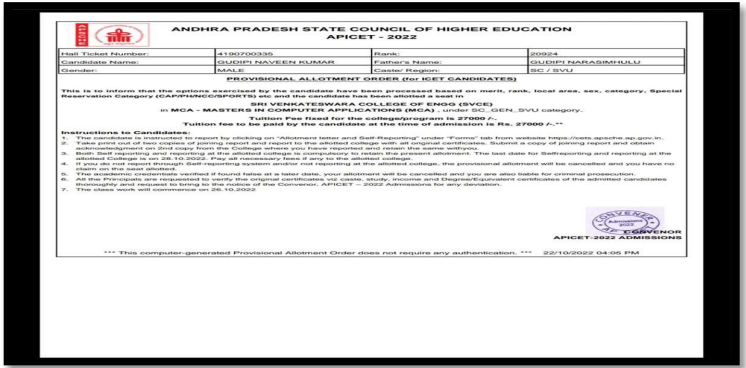 ANDHRA PRADESH STATE COUNCIL OF HIGHER EDUCATION
APICET - 2022
Hall Ticket Number: 4190700335 Rank: 20924
Candidate Name: GUDIPI NAVEEN KUMAR Father's Name: GUDIPI NARASIMHULU
Gender: MALE Caste/ Region: SC / SVU
PROVISIONAL ALLOTMENT ORDER (for ICET CANDIDATES)
This is to inform that the options exercised by the candidate have been processed based on merit, rank, local area, sex, category, Special
Reservation Category (CAP/PH/NCC/SPORTS) etc and the candidate has been allotted a seat in
SRI VENKATESWARA COLLEGE OF ENGG (SVCE)
in MCA - MASTERS IN COMPUTER APPLICATIONS (MCA) , under SC_GEN_SVU category.
Tuition Fee fixed for the college/program is 27000 /-.
Tuition fee to be paid by the candidate at the time of admission is Rs. 27000 /-.**
Instructions to Candidates:
1. The candidate is instructed to report by clicking on "Allotment letter and Self-Reporting" under "Forms" tab from website https://cets.apsche.ap.gov.in.
2. Take print out of two copies of joining report and report to the allotted college with all original certificates. Submit a copy of joining report and obtain
acknowledgment on 2nd copy from the College where you have reported and retain the same withyou.
3. Both Self reporting and reporting at the allotted college is compulsory to retain the present allotment. The last date for Selfreporting and reporting at the
allotted College is on 28.10.2022. Pay all necessary fees if any to the allotted college.
4. If you do not report through Self-reporting system and/or not reporting at the allotted college, the provisional allotment will be cancelled and you have no
claim on the seat allotted.
5. The academic credentials verified if found false at a later date, your allotment will be cancelled and you are also liable for criminal prosecution.
6. All the Principals are requested to verify the original certificates viz caste, study, income and Degree/Equivalent certificates of the admitted candidates
thoroughly and request to bring to the notice of the Convenor, APICET – 2022 Admissions for any deviation.
7. The class work will commence on 26.10.2022
CONVENER
Admissions
2022
CONVENOR
APICET-2022 ADMISSIONS
*** This computer-generated Provisional Allotment Order does not require any authentication. *** 22/10/2022 04:05 PM